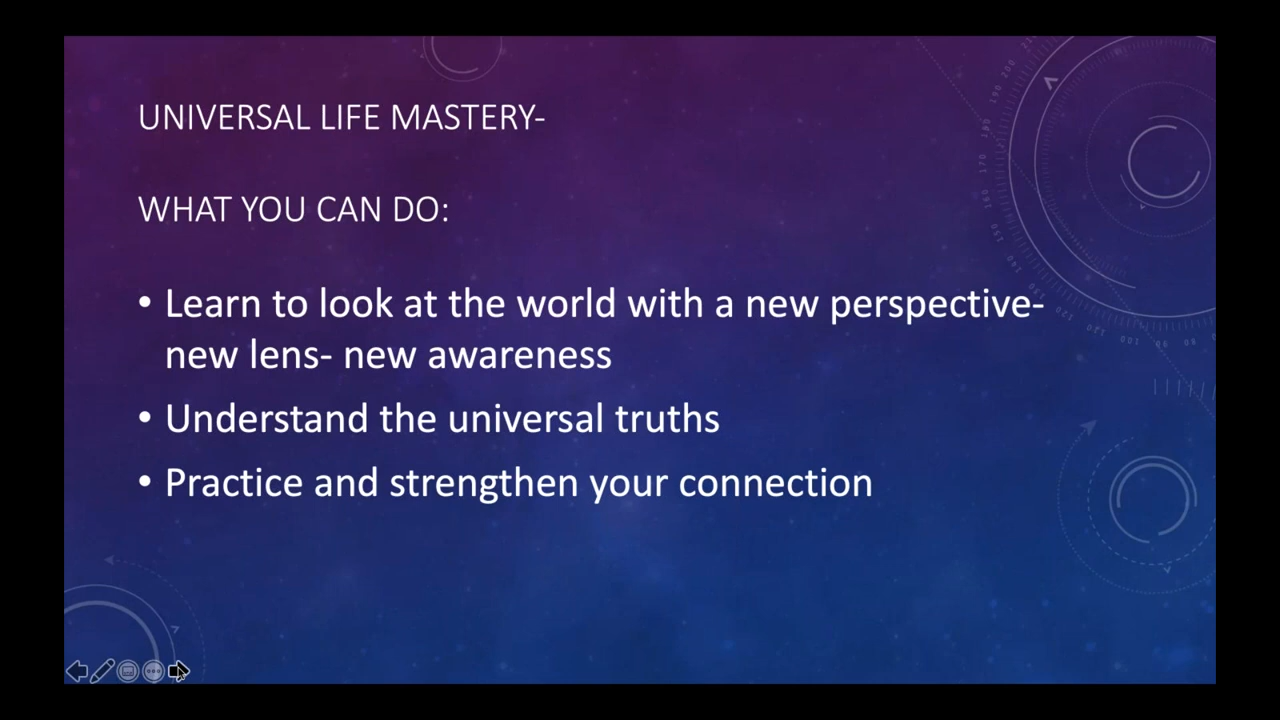 UNIVERSAL LIFE MASTERY-
WHAT YOU CAN DO:
• Learn to look at the world with a new perspective-
new lens- new awareness
• Understand the universal truths
• Practice and strengthen your connection